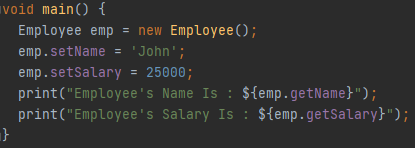 void main() {
Employee emp = new Employee();
emp.setName = 'John';
emp.setSalary = 25000;
print("Employee's Name Is : ${emp.getName}");
print("Employee's Salary Is : ${emp.getSalary}");
}